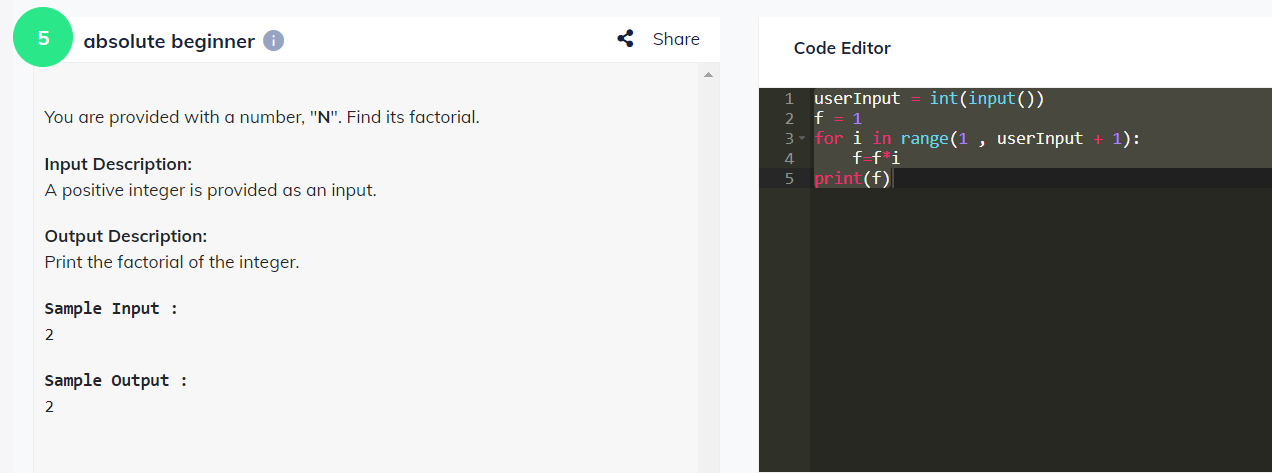 5
absolute beginner i
Share
You are provided with a number, "N". Find its factorial.
Input Description:
A positive integer is provided as an input.
Output Description:
Print the factorial of the integer.
Sample Input :
2
Sample Output :
2
Code Editor
1 userInput = int(input())
2 f = 1
3 for i in range(1 , userInput + 1):
4     f=f*i
5 print(f)